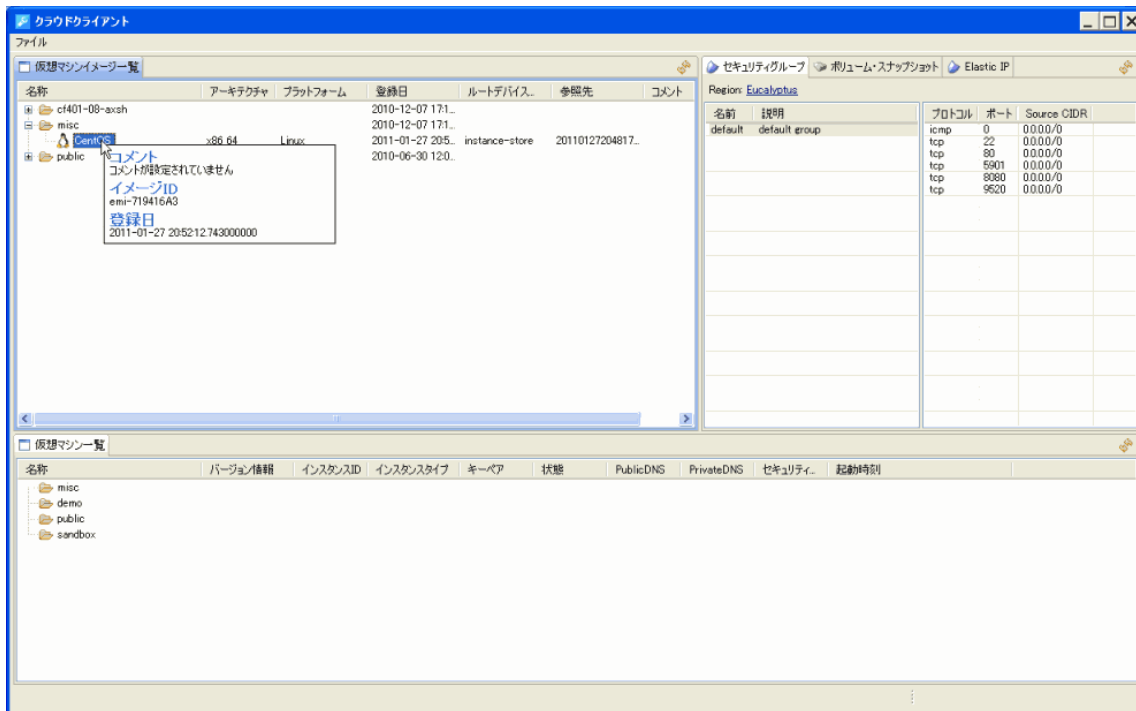 クラウドクライアント
ファイル
仮想マシンイメージ一覧
名称 アーキテクチャ プラットフォーム 登録日 ルートデバイス... 参照先 コメント
cf401-08-axsh 2010-12-07 17:1...
misc 2010-12-07 17:1...
CentOS x86_64 Linux 2011-01-27 20:5... instance-store 20110127204817...
public 2010-06-30 12:0...
コメント
コメントが設定されていません
イメージID
emi-719416A3
登録日
2011-01-27 20:52:12.743000000
セキュリティグループ ボリューム・スナップショット Elastic IP
Region: Eucalyptus
名前 説明
default default group
プロトコル ポート Source CIDR
icmp 0 0.0.0.0/0
tcp 22 0.0.0.0/0
tcp 80 0.0.0.0/0
tcp 5901 0.0.0.0/0
tcp 8080 0.0.0.0/0
tcp 9520 0.0.0.0/0
仮想マシン一覧
名称 バージョン情報 インスタンスID インスタンスタイプ キーペア 状態 PublicDNS PrivateDNS セキュリティ... 起動時刻
misc
demo
public
sandbox